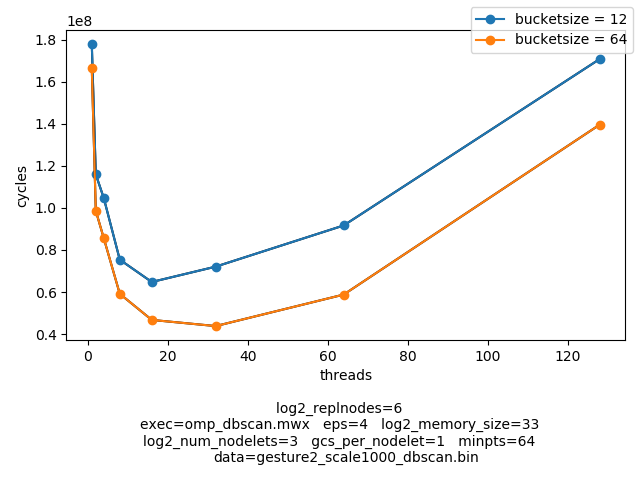 1e8
bucketsize = 12
bucketsize = 64
1.8
1.6
1.4
1.2
1.0
0.8
0.6
0.4
cycles
0 20 40 60 80 100 120
threads
log2_replnodes=6
exec=omp_dbscan.mwx eps=4 log2_memory_size=33
log2_num_nodelets=3 gcs_per_nodelet=1 minpts=64
data=gesture2_scale1000_dbscan.bin